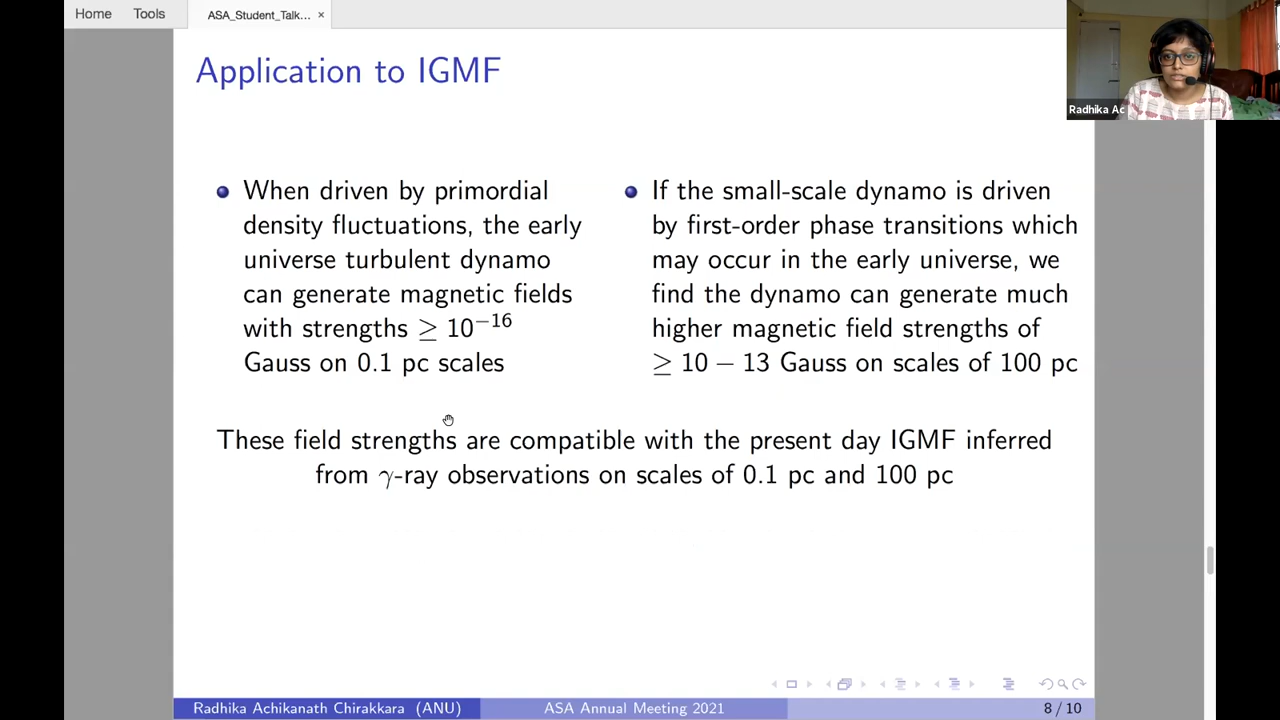 Home Tools ASA_Student_Talk... ×
Radhika Ac
Application to IGMF
When driven by primordial
density fluctuations, the early
universe turbulent dynamo
can generate magnetic fields
with strengths ≥ 10⁻¹⁶
Gauss on 0.1 pc scales
If the small-scale dynamo is driven
by first-order phase transitions which
may occur in the early universe, we
find the dynamo can generate much
higher magnetic field strengths of
≥ 10 − 13 Gauss on scales of 100 pc
These field strengths are compatible with the present day IGMF inferred
from γ-ray observations on scales of 0.1 pc and 100 pc
Radhika Achikanath Chirakkara (ANU) ASA Annual Meeting 2021 8 / 10